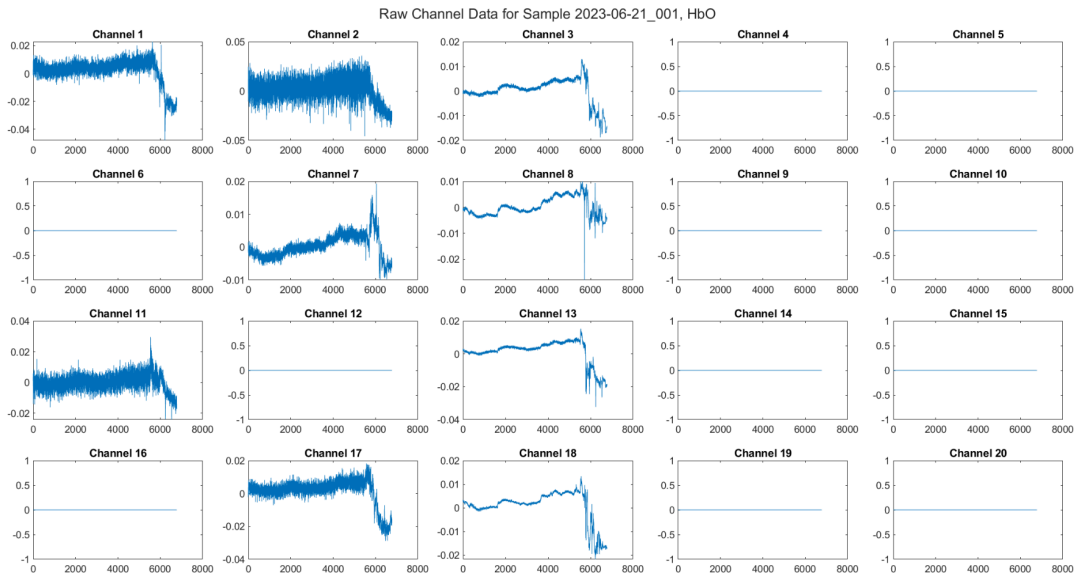 Raw Channel Data for Sample 2023-06-21_001, HbO
Channel 1 Channel 2 Channel 3 Channel 4 Channel 5
0.02 0.05 0.02 1 1
0 0 0.01 0.5 0.5
-0.02 -0.05 0 0 0
-0.04 -0.01 -0.5 -0.5
-0.02 -1 -1
0 2000 4000 6000 8000 0 2000 4000 6000 8000 0 2000 4000 6000 8000 0 2000 4000 6000 8000 0 2000 4000 6000 8000
Channel 6 Channel 7 Channel 8 Channel 9 Channel 10
1 0.02 0.01 1 1
0.5 0.01 0 0.5 0.5
0 0 -0.01 0 0
-0.5 -0.01 -0.02 -0.5 -0.5
-1 -1 -1
0 2000 4000 6000 8000 0 2000 4000 6000 8000 0 2000 4000 6000 8000 0 2000 4000 6000 8000 0 2000 4000 6000 8000
Channel 11 Channel 12 Channel 13 Channel 14 Channel 15
0.04 1 0.02 1 1
0.02 0.5 0 0.5 0.5
0 0 -0.02 0 0
-0.02 -0.5 -0.04 -0.5 -0.5
-1 -1 -1
0 2000 4000 6000 8000 0 2000 4000 6000 8000 0 2000 4000 6000 8000 0 2000 4000 6000 8000 0 2000 4000 6000 8000
Channel 16 Channel 17 Channel 18 Channel 19 Channel 20
1 0.02 0.02 1 1
0.5 0 0.01 0.5 0.5
0 -0.02 0 0 0
-0.5 -0.04 -0.01 -0.5 -0.5
-1 -0.02 -1 -1
0 2000 4000 6000 8000 0 2000 4000 6000 8000 0 2000 4000 6000 8000 0 2000 4000 6000 8000 0 2000 4000 6000 8000